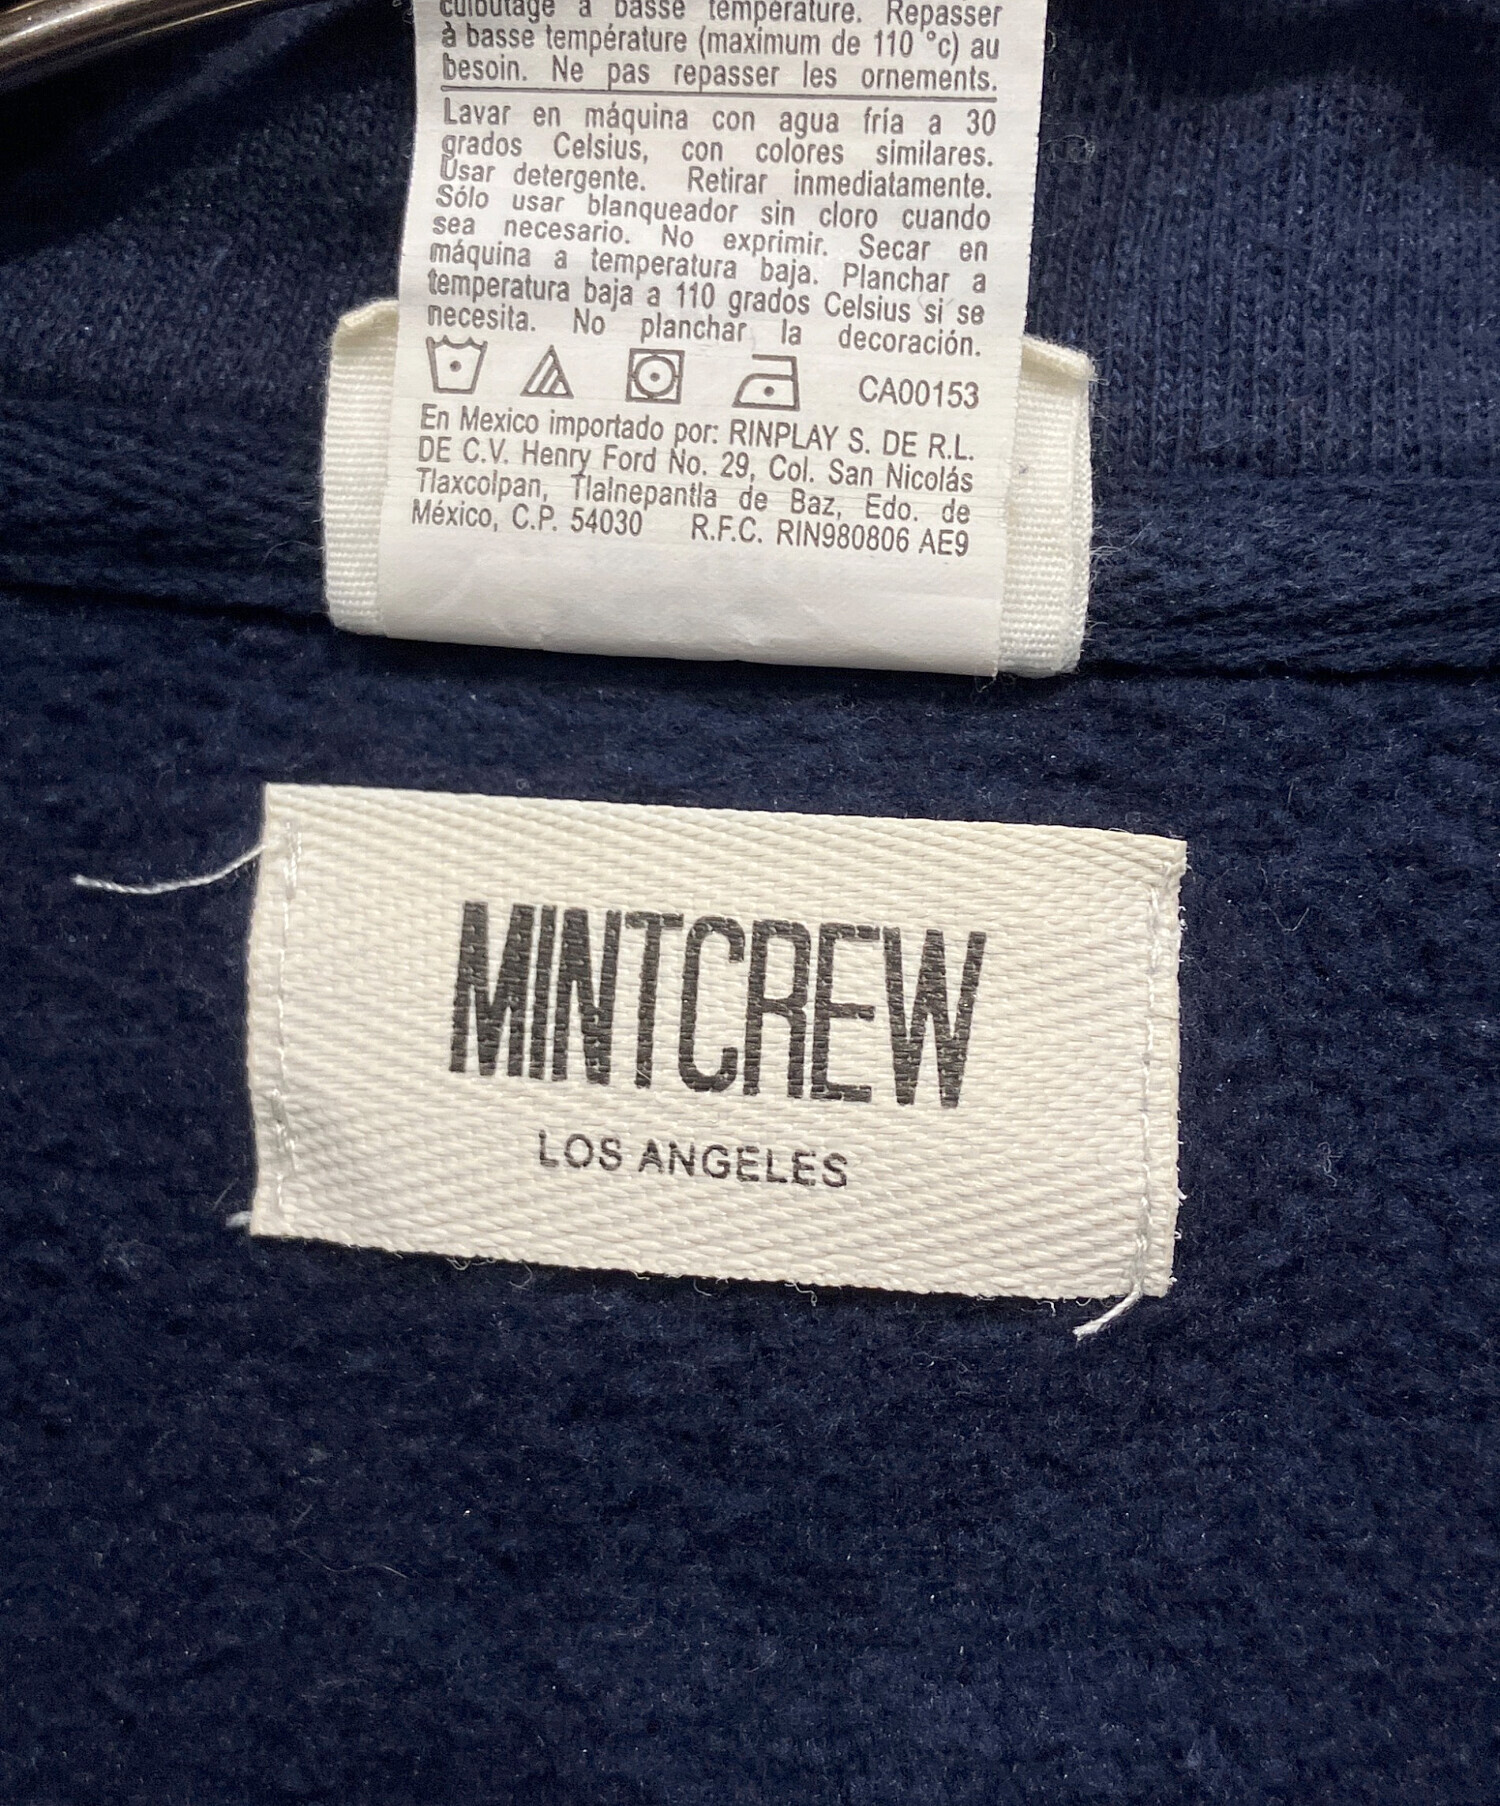 culbutage à basse température. Repasser
à basse température (maximum de 110 °c) au
besoin. Ne pas repasser les ornements.
Lavar en máquina con agua fría a 30
grados Celsius, con colores similares.
Usar detergente. Retirar inmediatamente.
Sólo usar blanqueador sin cloro cuando
sea necesario. No exprimir. Secar en
máquina a temperatura baja. Planchar a
temperatura baja a 110 grados Celsius si se
necesita. No planchar la decoración.
CA00153
En Mexico importado por: RINPLAY S. DE R.L.
DE C.V. Henry Ford No. 29, Col. San Nicolás
Tlaxcolpan, Tlalnepantla de Baz, Edo. de
México, C.P. 54030 R.F.C. RIN980806 AE9
MINTCREW
LOS ANGELES